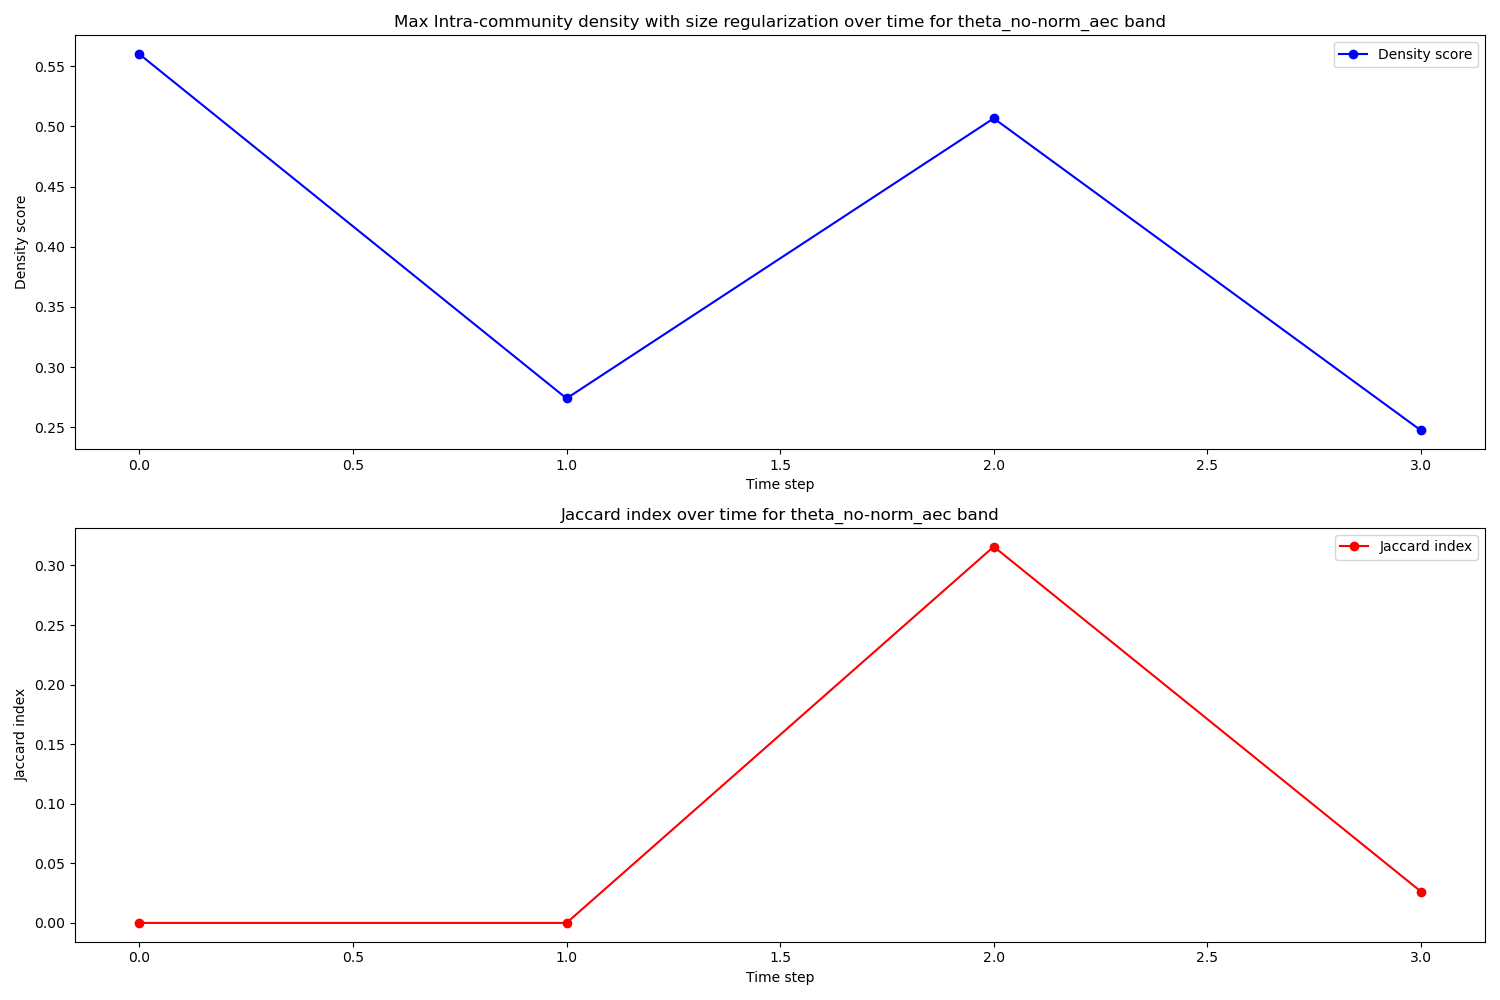 Max Intra-community density with size regularization over time for theta_no-norm_aec band
Density score
0.55
0.50
0.45
0.40
0.35
0.30
0.25
Density score
0.0 0.5 1.0 1.5 2.0 2.5 3.0
Time step
Jaccard index over time for theta_no-norm_aec band
Jaccard index
0.30
0.25
0.20
0.15
0.10
0.05
0.00
Jaccard index
0.0 0.5 1.0 1.5 2.0 2.5 3.0
Time step